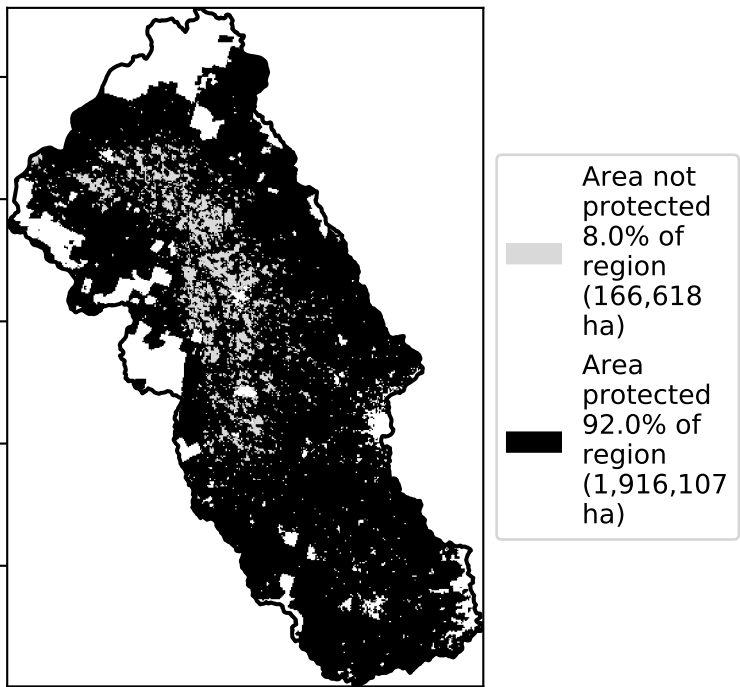 Area not
protected
8.0% of
region
(166,618
ha)
Area
protected
92.0% of
region
(1,916,107
ha)